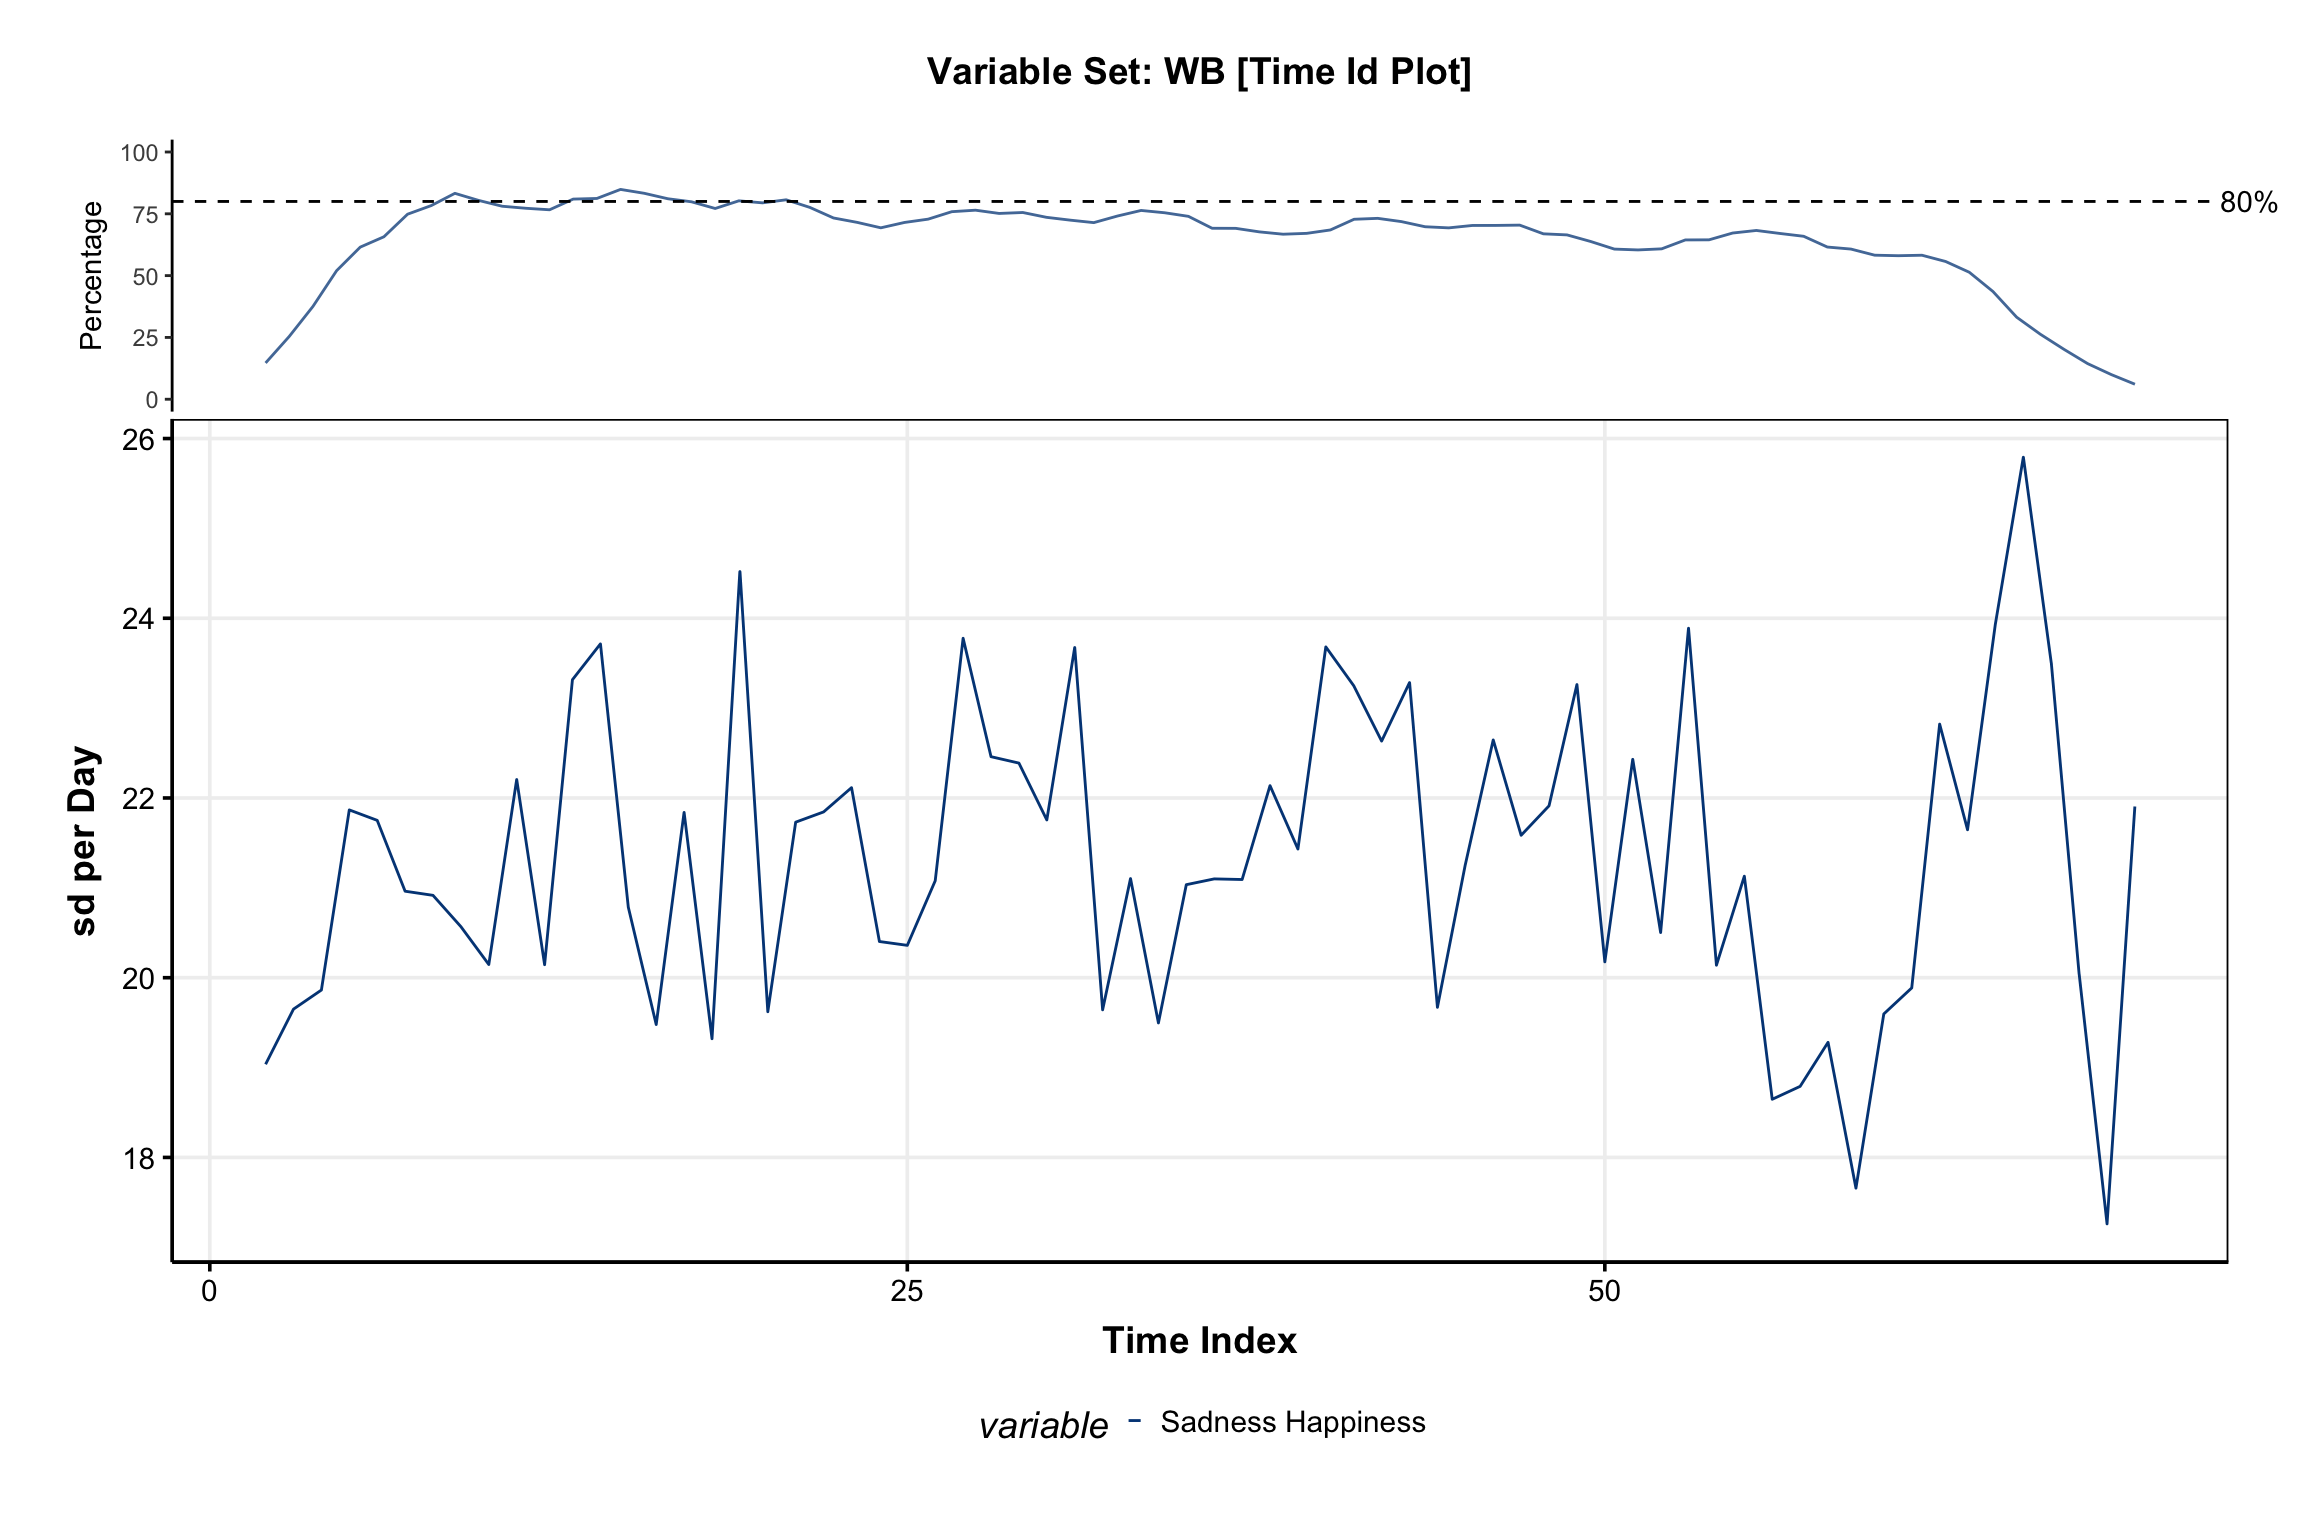 Variable Set: WB [Time Id Plot]
Percentage
100
75
50
25
0
80%
sd per Day
26
24
22
20
18
0 25 50
Time Index
variable Sadness Happiness